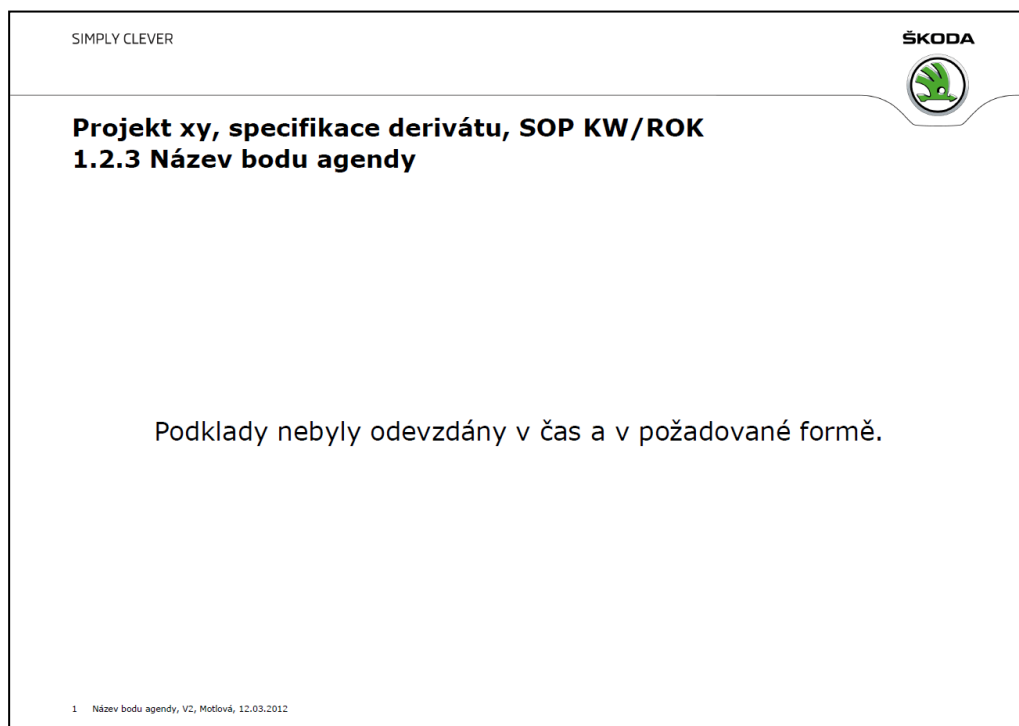 SIMPLY CLEVER
ŠKODA
Projekt xy, specifikace derivátu, SOP KW/ROK
1.2.3 Název bodu agendy
Podklady nebyly odevzdány v čas a v požadované formě.
1 Název bodu agendy, V2, Motlová, 12.03.2012